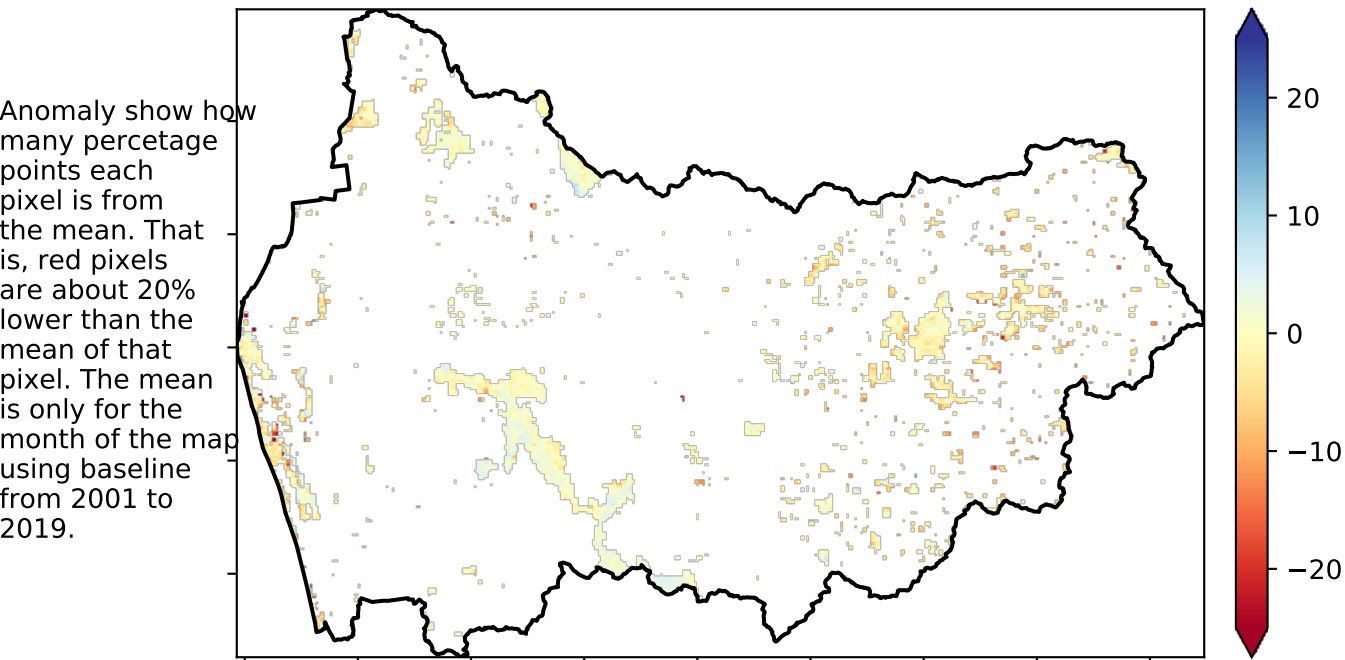 Anomaly show how
many percetage
points each
pixel is from
the mean. That
is, red pixels
are about 20%
lower than the
mean of that
pixel. The mean
is only for the
month of the map
using baseline
from 2001 to
2019.
20
10
0
−10
−20